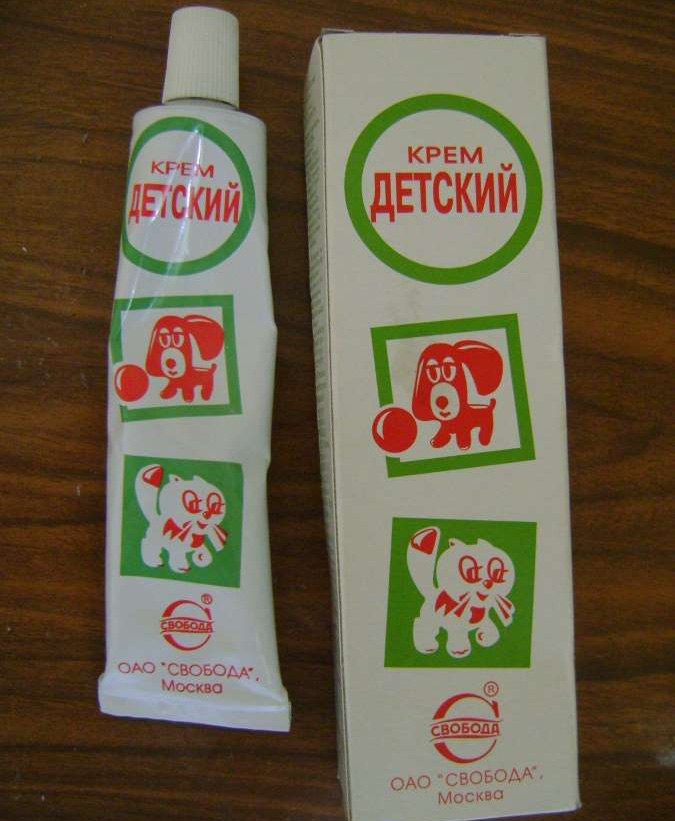 КРЕМ
ДЕТСКИЙ
СВОБОДА
®
ОАО "СВОБОДА",
Москва
КРЕМ
ДЕТСКИЙ
®
СВОБОДА
ОАО "СВОБОДА",
Москва